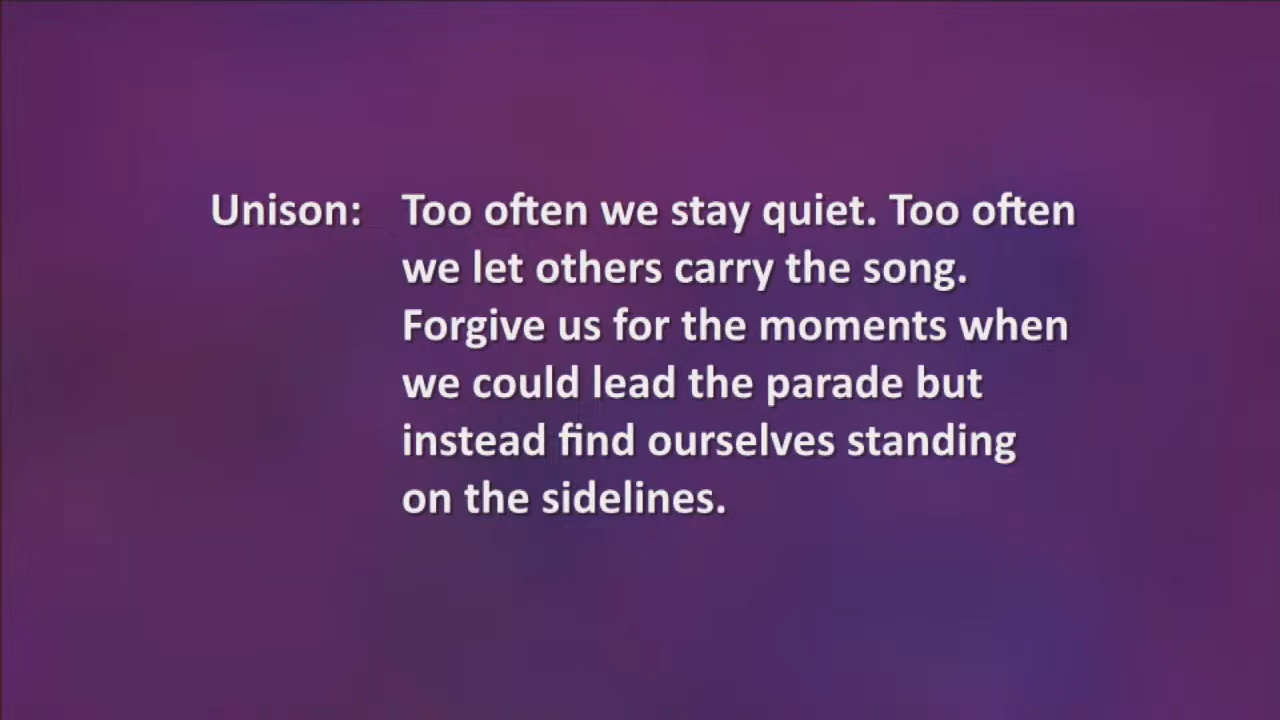 Unison: Too often we stay quiet. Too often
we let others carry the song.
Forgive us for the moments when
we could lead the parade but
instead find ourselves standing
on the sidelines.